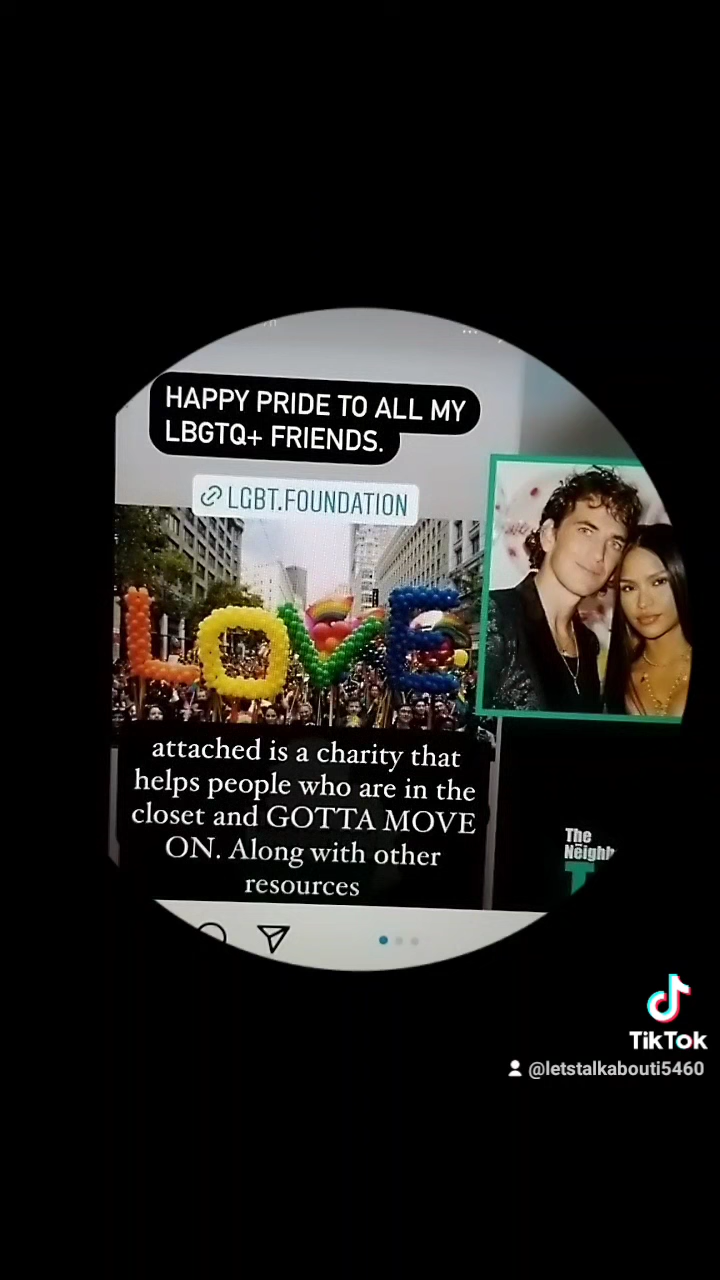 HAPPY PRIDE TO ALL MY
LBGTQ+ FRIENDS.
LGBT.FOUNDATION
LOVE
attached is a charity that
helps people who are in the
closet and GOTTA MOVE
ON. Along with other
resources
The
TikTok
@letstalkabouti5460